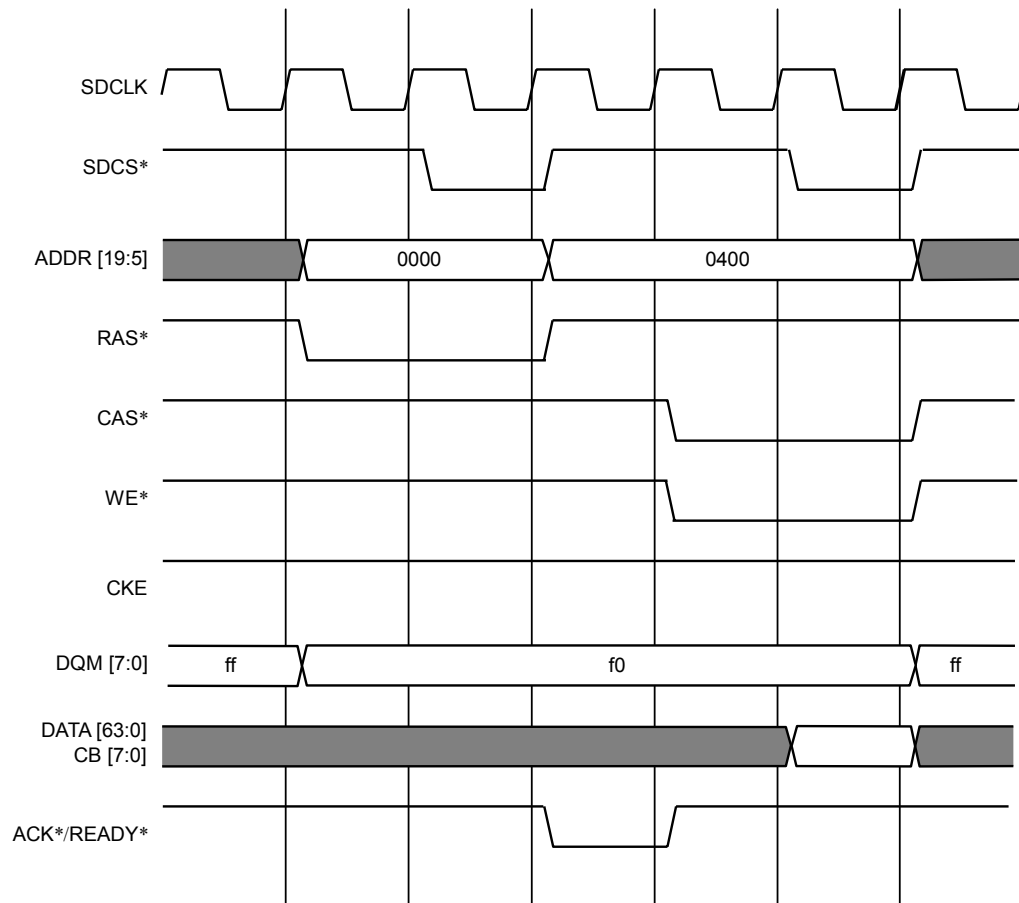 SDCLK
SDCS*
ADDR [19:5]
0000
0400
RAS*
CAS*
WE*
CKE
DQM [7:0]
ff
f0
ff
DATA [63:0]
CB [7:0]
ACK*/READY*